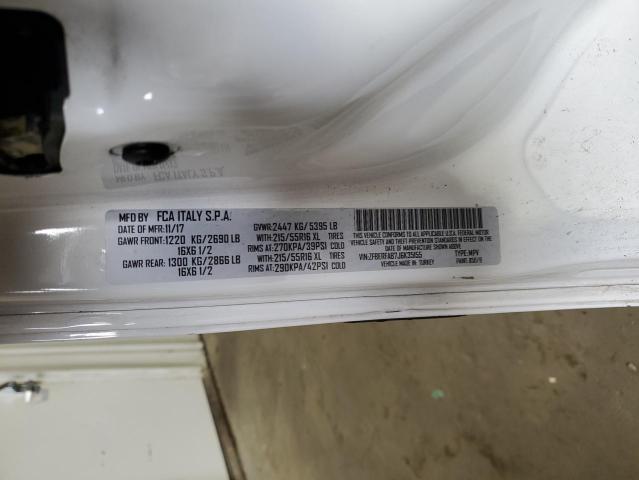 MFD BY FCA ITALY S.P.A.
DATE OF MFR: 11/17
GAWR FRONT: 1220 KG/2690 LB
16X6 1/2
GAWR REAR: 1300 KG/2866 LB
16X6 1/2
GVWR: 2447 KG/5395 LB
WITH: 215/55R16 XL TIRES
RIMS AT: 270KPA/39PSI COLD
WITH: 215/55R16 XL TIRES
RIMS AT: 290KPA/42PSI COLD
THIS VEHICLE CONFORMS TO ALL APPLICABLE
FEDERAL MOTOR VEHICLE SAFETY STANDARDS
IN EFFECT ON THE DATE OF MANUFACTURE
SHOWN ABOVE.
VEHICLE MADE IN: TURKEY
VIN: TYPE: MPV